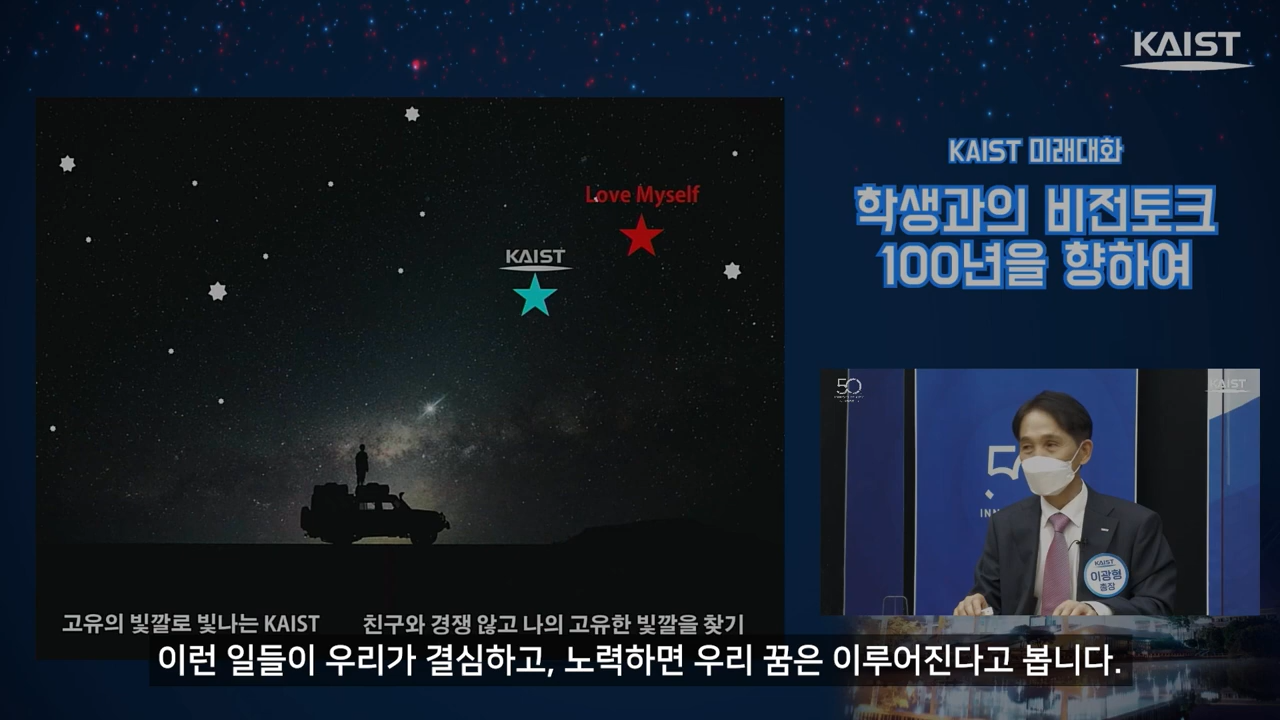 KAIST
KAIST 미래대화
학생과의 비전토크
100년을 향하여
Love Myself
KAIST
50
KAIST
5
INN
KAIST
이광형
총장
고유의 빛깔로 빛나는 KAIST
친구와 경쟁 않고 나의 고유한 빛깔을 찾기
이런 일들이 우리가 결심하고, 노력하면 우리 꿈은 이루어진다고 봅니다.